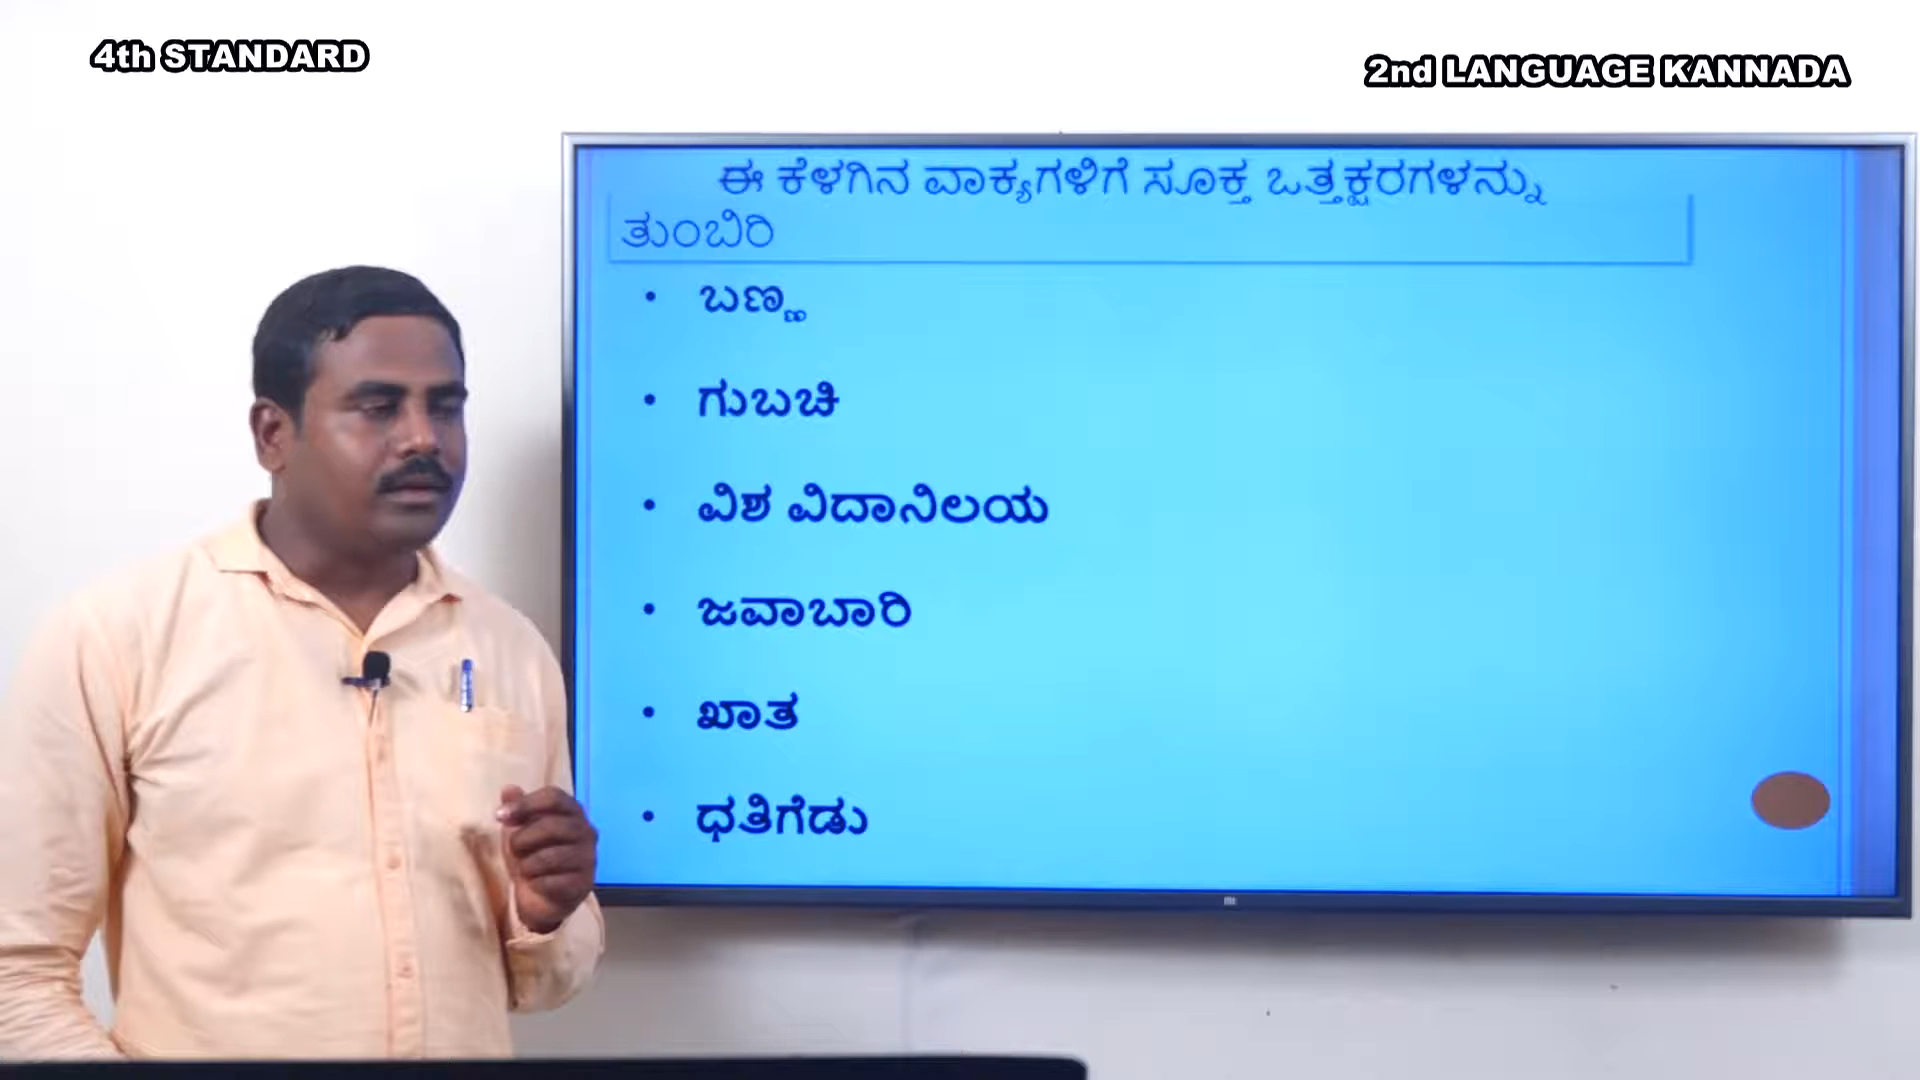 4th STANDARD
2nd LANGUAGE KANNADA
ಈ ಕೆಳಗಿನ ವಾಕ್ಯಗಳಿಗೆ ಸೂಕ್ತ ಒತ್ತಕ್ಷರಗಳನ್ನು
ತುಂಬಿರಿ
• ಬಣ್ಣ
• ಗುಬಚಿ
• ವಿಶ ವಿದಾನಿಲಯ
• ಜವಾಬಾರಿ
• ಖಾತ
• ಧತಿಗೆಡು